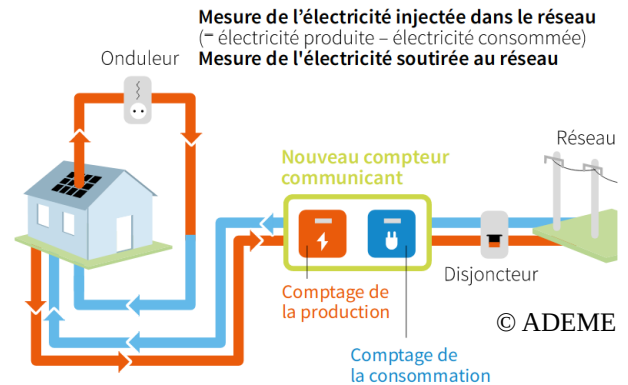 Mesure de l’électricité injectée dans le réseau
(– électricité produite – électricité consommée)
Mesure de l'électricité soutirée au réseau
Onduleur
Réseau
Nouveau compteur
communicant
Disjoncteur
Comptage de
la production
© ADEME
Comptage de
la consommation